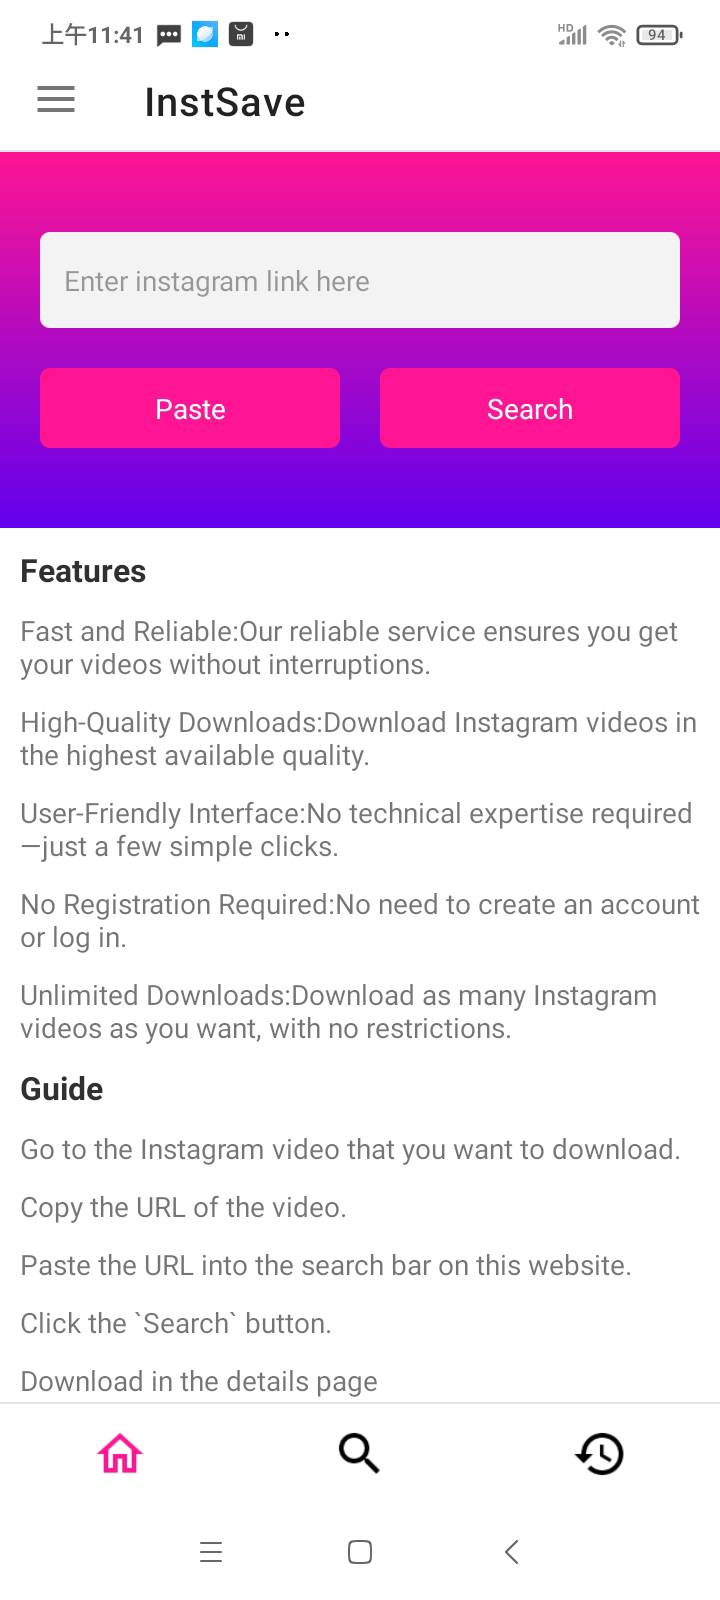 上午11:41
HD
94
InstSave
Enter instagram link here
Paste
Search
Features
Fast and Reliable:Our reliable service ensures you get
your videos without interruptions.
High-Quality Downloads:Download Instagram videos in
the highest available quality.
User-Friendly Interface:No technical expertise required
—just a few simple clicks.
No Registration Required:No need to create an account
or log in.
Unlimited Downloads:Download as many Instagram
videos as you want, with no restrictions.
Guide
Go to the Instagram video that you want to download.
Copy the URL of the video.
Paste the URL into the search bar on this website.
Click the `Search` button.
Download in the details page